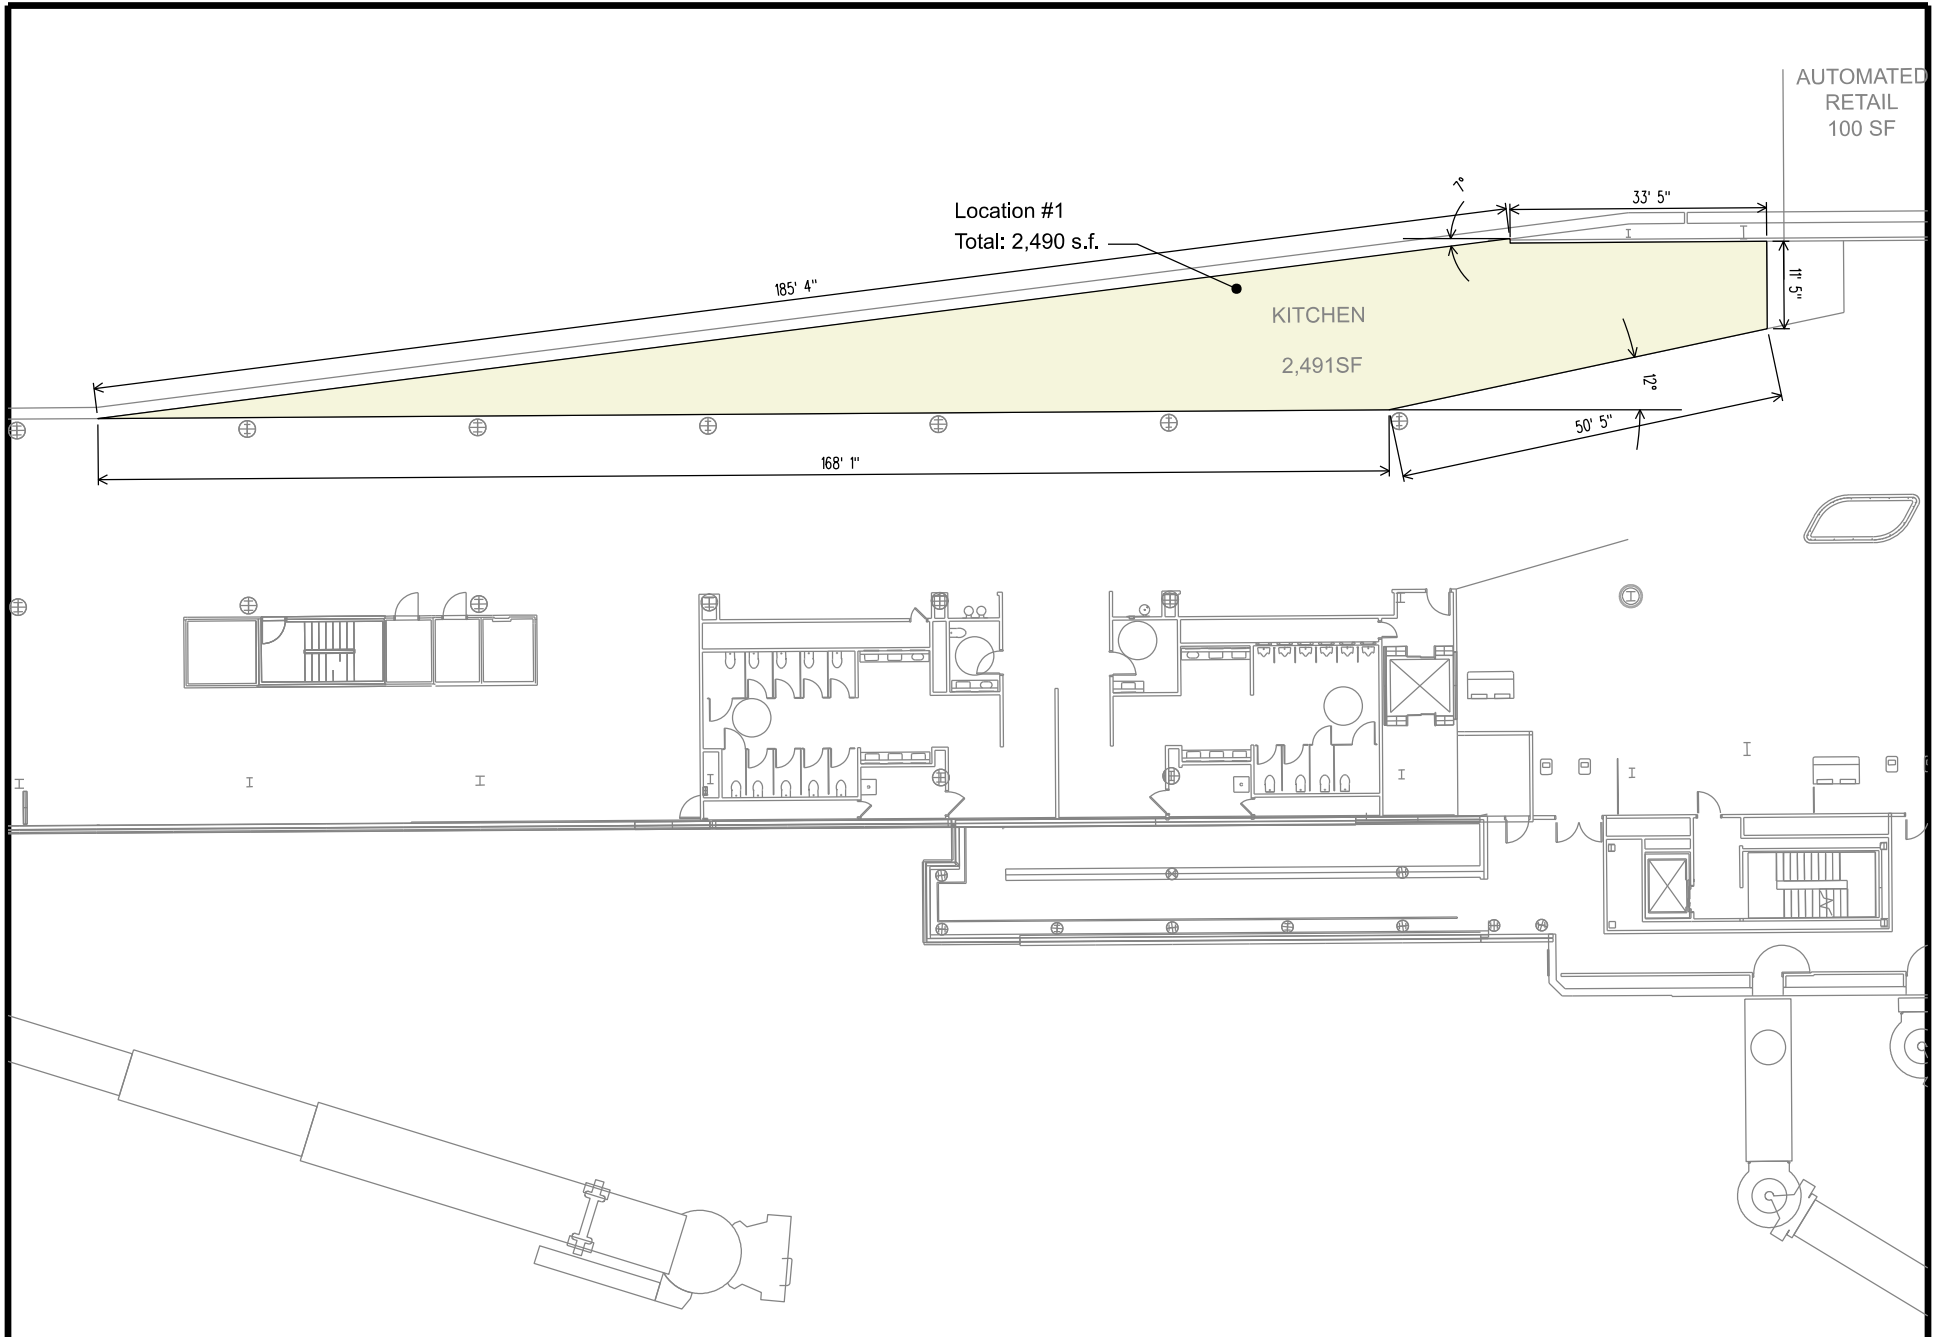 AUTOMATED
RETAIL
100 SF
7°
33' 5"
Location #1
Total: 2,490 s.f.
185' 4"
11' 5"
KITCHEN
2,491SF
12°
50' 5"
168' 1"